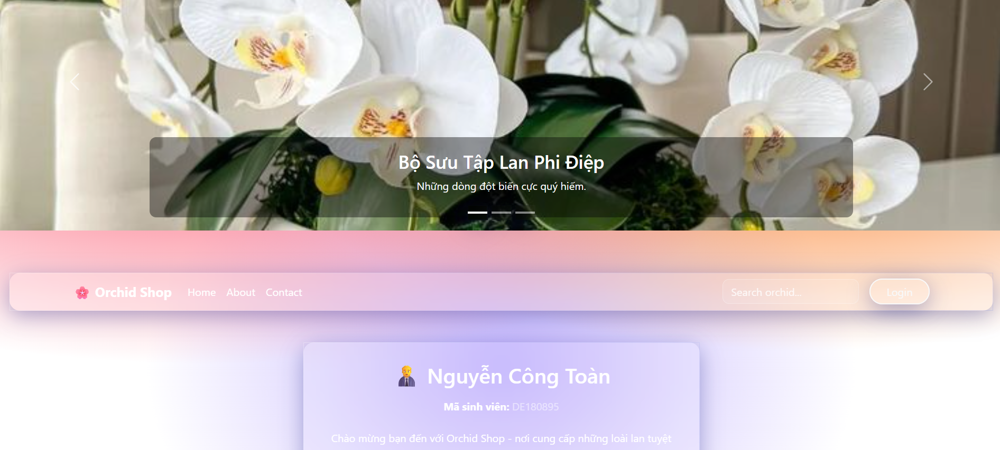 Bộ Sưu Tập Lan Phi Điệp
Những dòng đột biến cực quý hiếm.
Orchid Shop Home About Contact Search orchid... Login
Nguyễn Công Toàn
Mã sinh viên: DE180895
Chào mừng bạn đến với Orchid Shop - nơi cung cấp những loài lan tuyệt